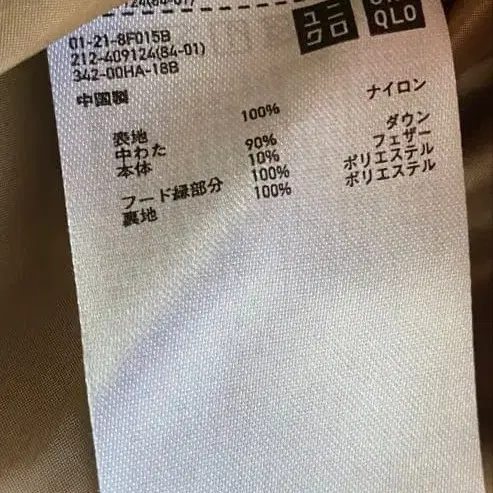 ユニ
クロ
QLO
01-21-8F015B
212-409124(84-01)
342-00HA-18B
中国製
表地 100% ナイロン
中わた
本体 90% ダウン
10% フェザー
フード縁部分 100% ポリエステル
裏地 100% ポリエステル